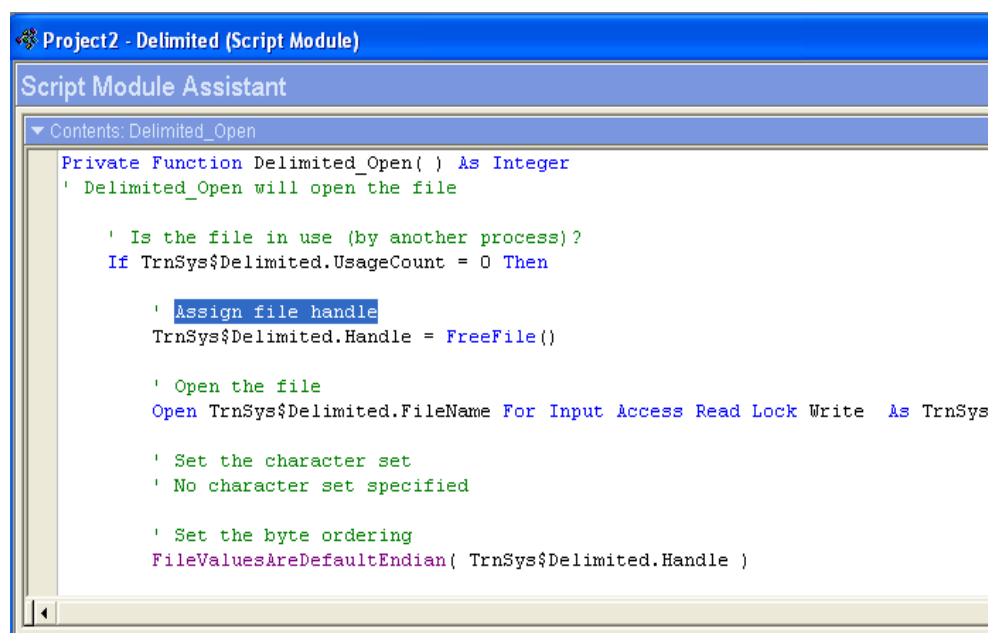 Project2 - Delimited (Script Module)
Script Module Assistant
Contents: Delimited_Open
Private Function Delimited_Open( ) As Integer
' Delimited_Open will open the file
' Is the file in use (by another process)?
If TrnSys$Delimited.UsageCount = 0 Then
' Assign file handle
TrnSys$Delimited.Handle = FreeFile()
' Open the file
Open TrnSys$Delimited.FileName For Input Access Read Lock Write  As TrnSys
' Set the character set
' No character set specified
' Set the byte ordering
FileValuesAreDefaultEndian( TrnSys$Delimited.Handle )